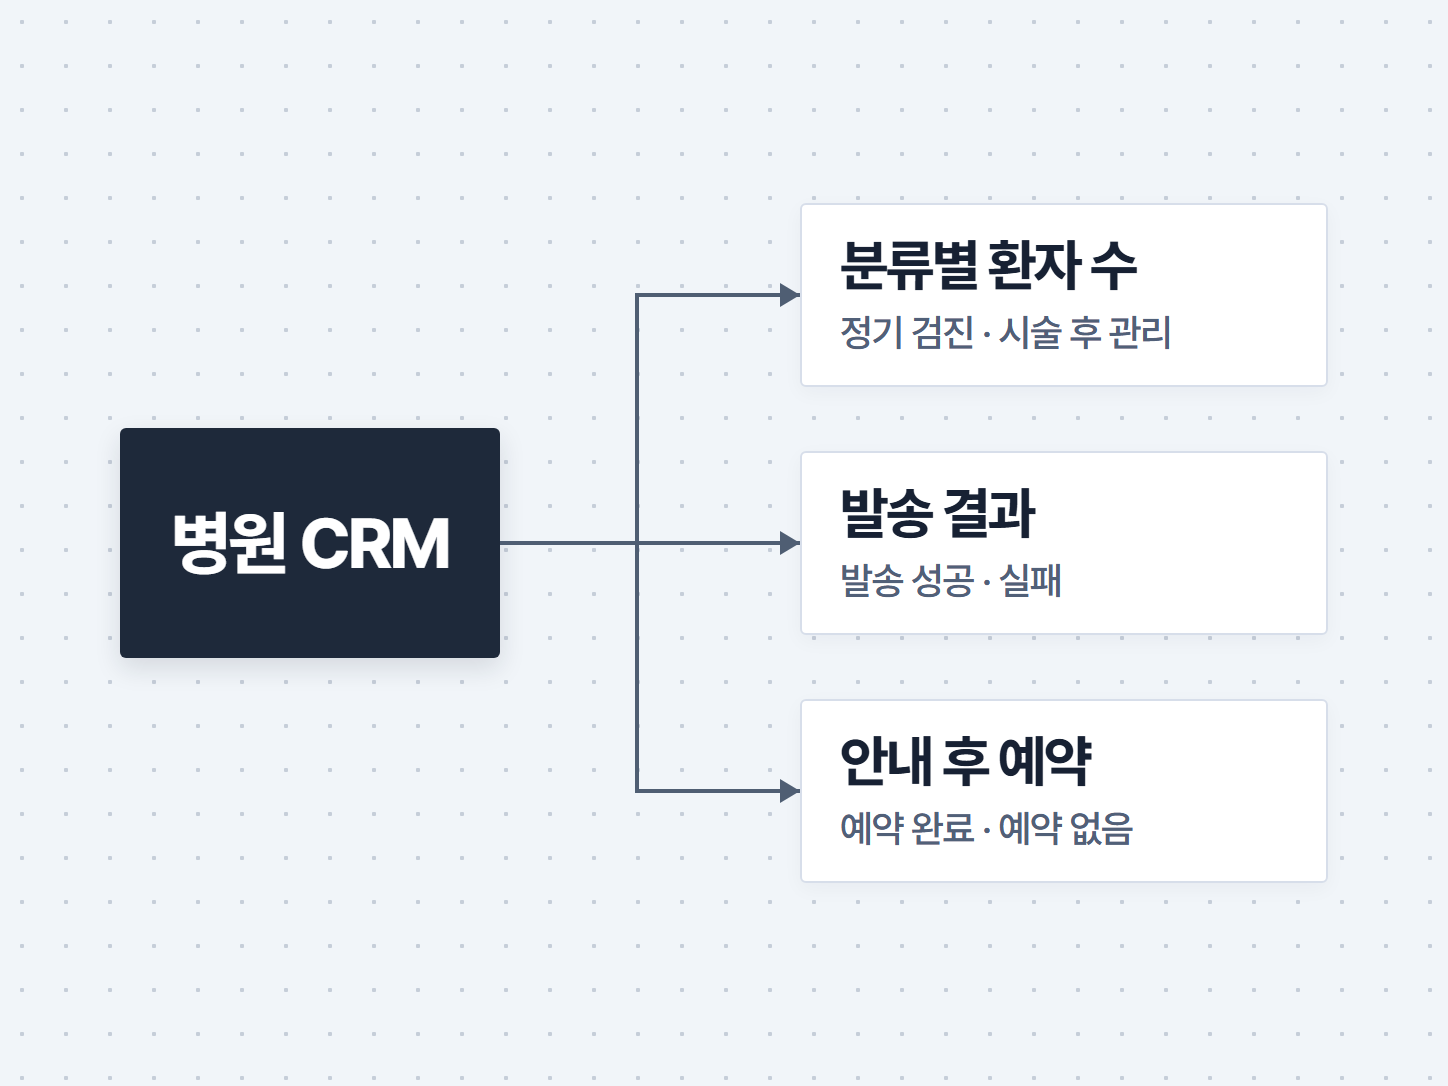 병원 CRM
분류별 환자 수
정기 검진 · 시술 후 관리
발송 결과
발송 성공 · 실패
안내 후 예약
예약 완료 · 예약 없음